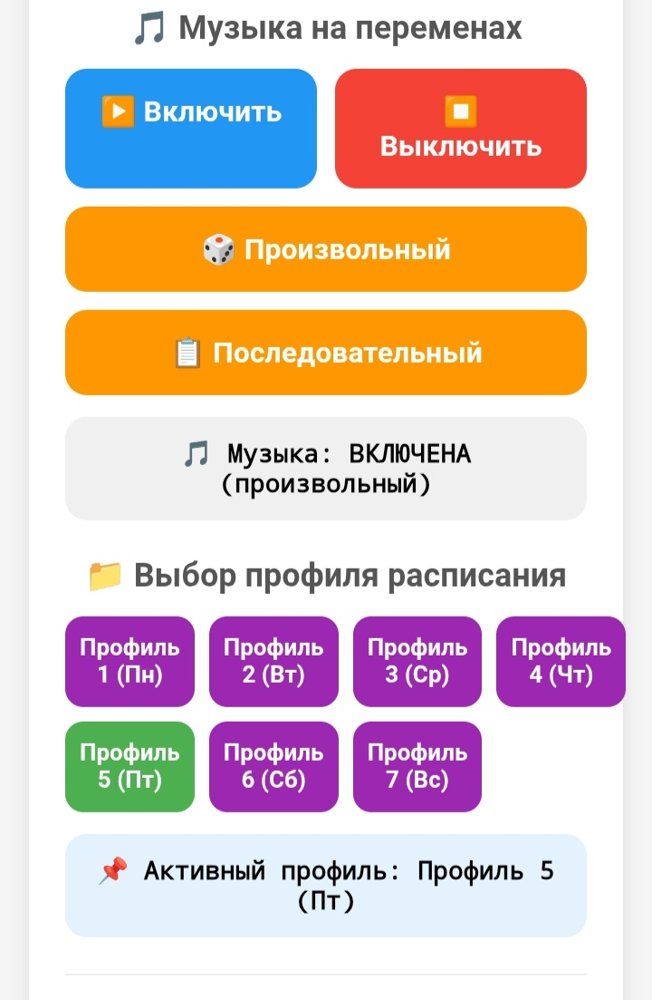 🎵 Музыка на переменах
▶️ Включить
⏹️
Выключить
🎲 Произвольный
📋 Последовательный
🎵 Музыка: ВКЛЮЧЕНА
(произвольный)
📁 Выбор профиля расписания
Профиль
1 (Пн)
Профиль
2 (Вт)
Профиль
3 (Ср)
Профиль
4 (Чт)
Профиль
5 (Пт)
Профиль
6 (Сб)
Профиль
7 (Вс)
📌 Активный профиль: Профиль 5
(Пт)